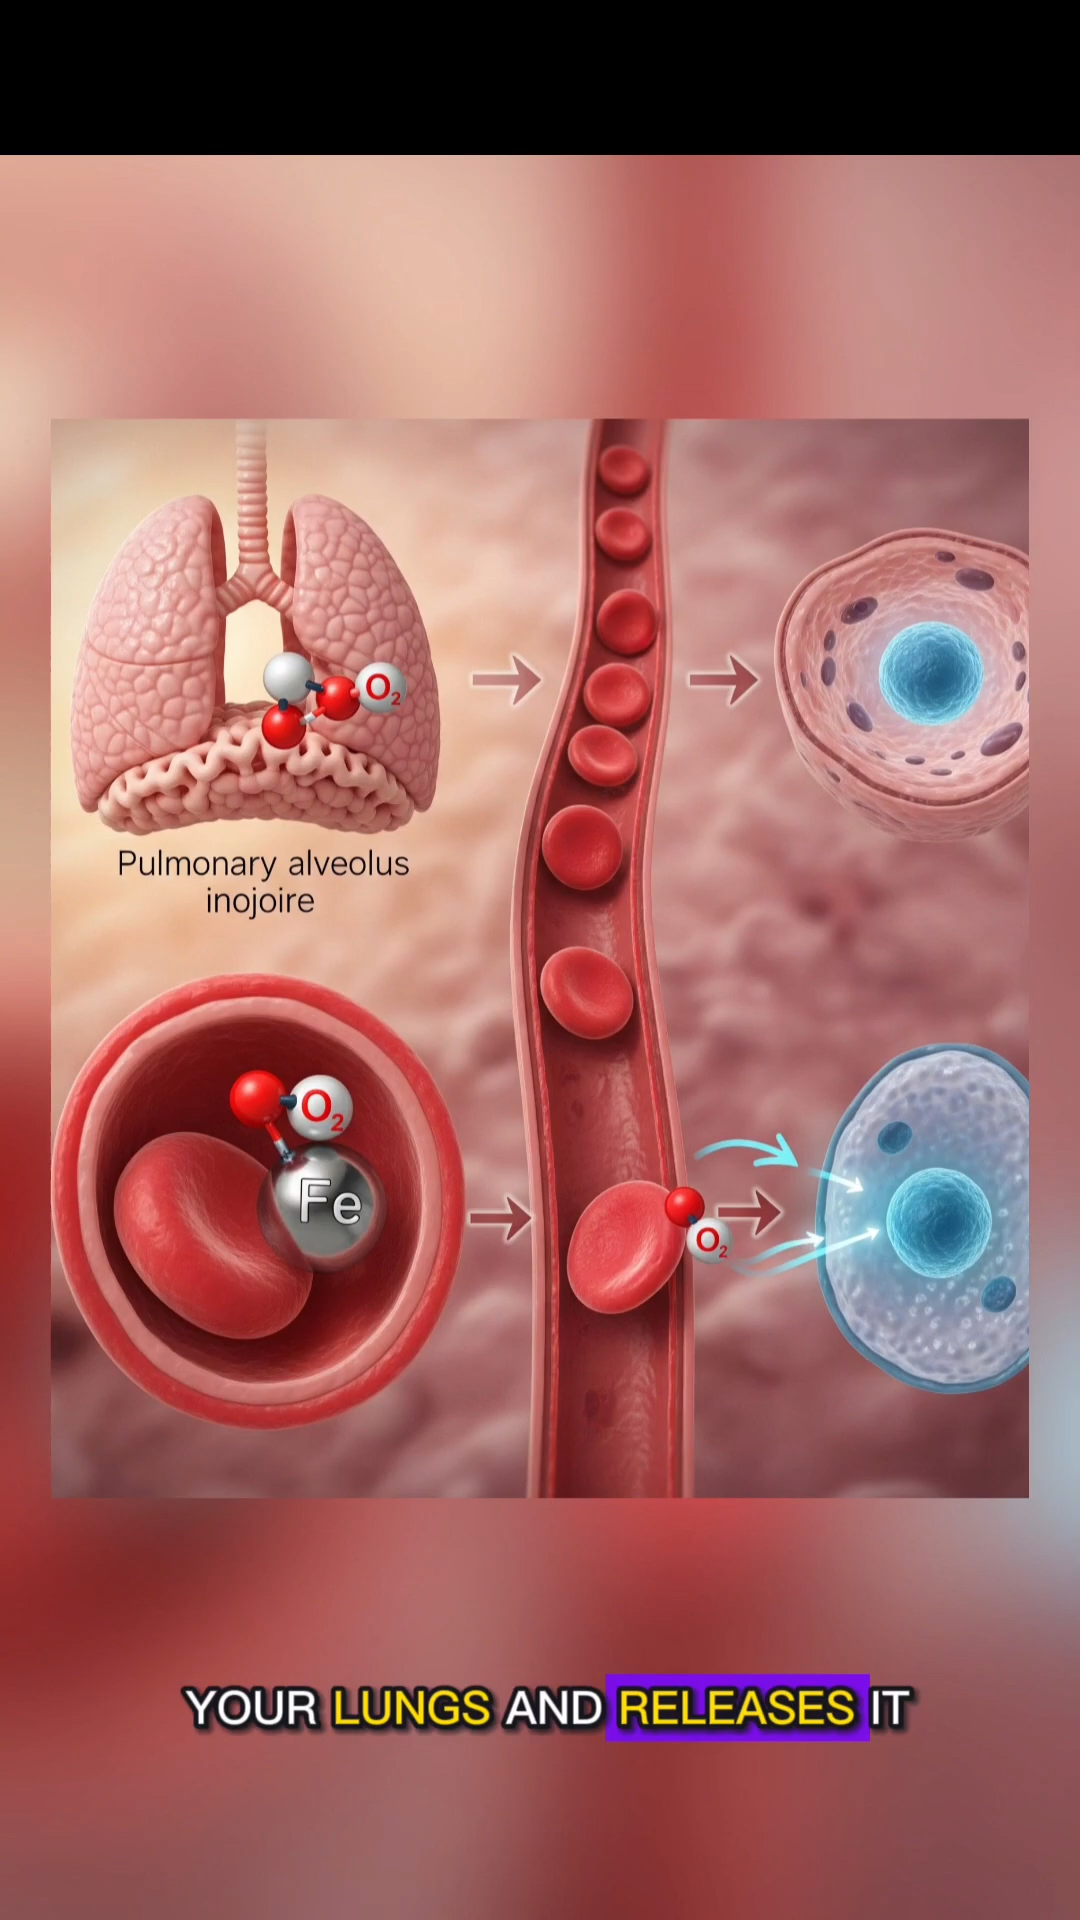 O₂
Pulmonary alveolus
inojoire
O₂
Fe
O₂
YOUR LUNGS AND RELEASES IT